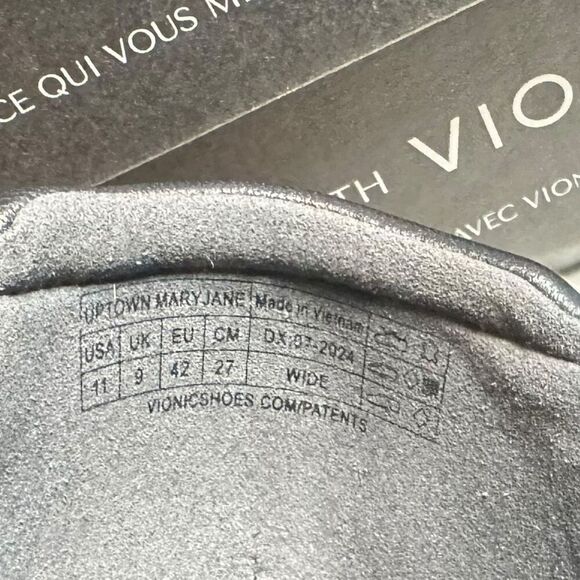 CE QUI VOUS
TH VIO
AVEC VION
UPTOWN MARYJANE Made in Vietnam
USA UK EU CM DX:07-2024
11 9 42 27 WIDE
VIONICSHOES.COM/PATENTS